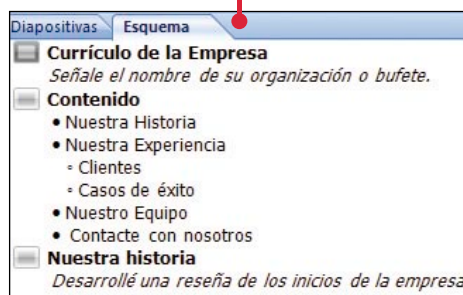 Diapositivas Esquema
Currículo de la Empresa
Señale el nombre de su organización o bufete.
Contenido
• Nuestra Historia
• Nuestra Experiencia
◦ Clientes
◦ Casos de éxito
• Nuestro Equipo
• Contacte con nosotros
Nuestra historia
Desarrollé una reseña de los inicios de la empresa